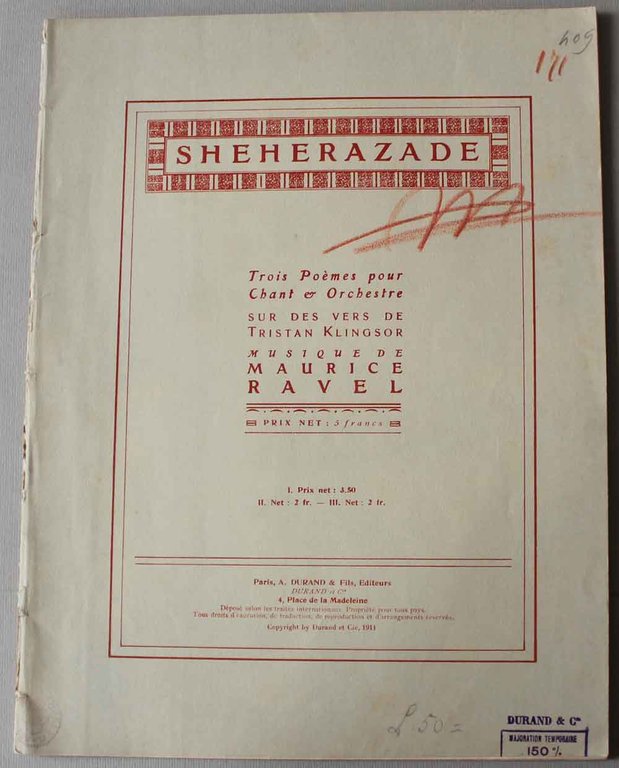 409
171
SHEHERAZADE
Trois Poèmes pour
Chant & Orchestre
SUR DES VERS DE
TRISTAN KLINGSOR
MUSIQUE DE
MAURICE
RAVEL
PRIX NET : 5 francs
I. Prix net : 3.50
II. Net : 2 fr. — III. Net : 2 fr.
Paris, A. DURAND & Fils, Editeurs
DURAND & Cie
4, Place de la Madeleine
Déposé selon les traités internationaux. Propriété pour tous pays.
Tous droits d'exécution, de traduction, de reproduction et d'arrangements réservés.
Copyright by Durand et Cie, 1911
50 =
DURAND & Cie
MAJORATION TEMPORAIRE
150 %